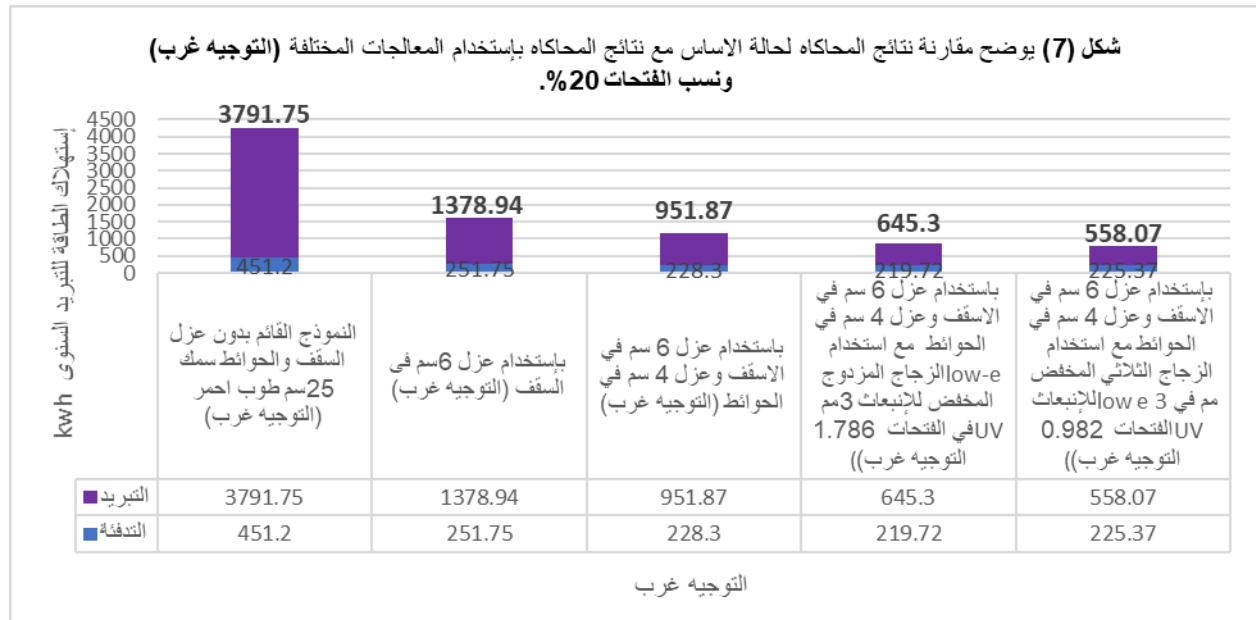 شكل (7) يوضح مقارنة نتائج المحاكاه لحالة الاساس مع نتائج المحاكاه بإستخدام المعالجات المختلفة (التوجيه غرب)
ونسب الفتحات 20%.
إستهلاك الطاقة للتبريد السنوى kwh
4500
4000
3500
3000
2500
2000
1500
1000
500
0
3791.75
1378.94
951.87
645.3
558.07
451.2
251.75
228.3
219.72
225.37
النموذج القائم بدون عزل
السقف والحوائط سمك
25سم طوب احمر
(التوجيه غرب)
بإستخدام عزل 6سم فى
السقف (التوجيه غرب)
باستخدام عزل 6 سم في
الاسقف وعزل 4 سم في
الحوائط (التوجيه غرب)
باستخدام عزل 6 سم في
الاسقف وعزل 4 سم في
الحوائط مع استخدام
الزجاج المزدوج low-e
المخفض للإنبعاث 3مم
في الفتحات UV 1.786
التوجيه غرب))
بإستخدام عزل 6 سم في
الاسقف وعزل 4 سم في
الحوائط مع استخدام
الزجاج الثلاثي المخفض
للإنبعاث low e 3 مم في
الفتحات UV 0.982
التوجيه غرب))
التبريد 3791.75 1378.94 951.87 645.3 558.07
التدفئة 451.2 251.75 228.3 219.72 225.37
التوجيه غرب